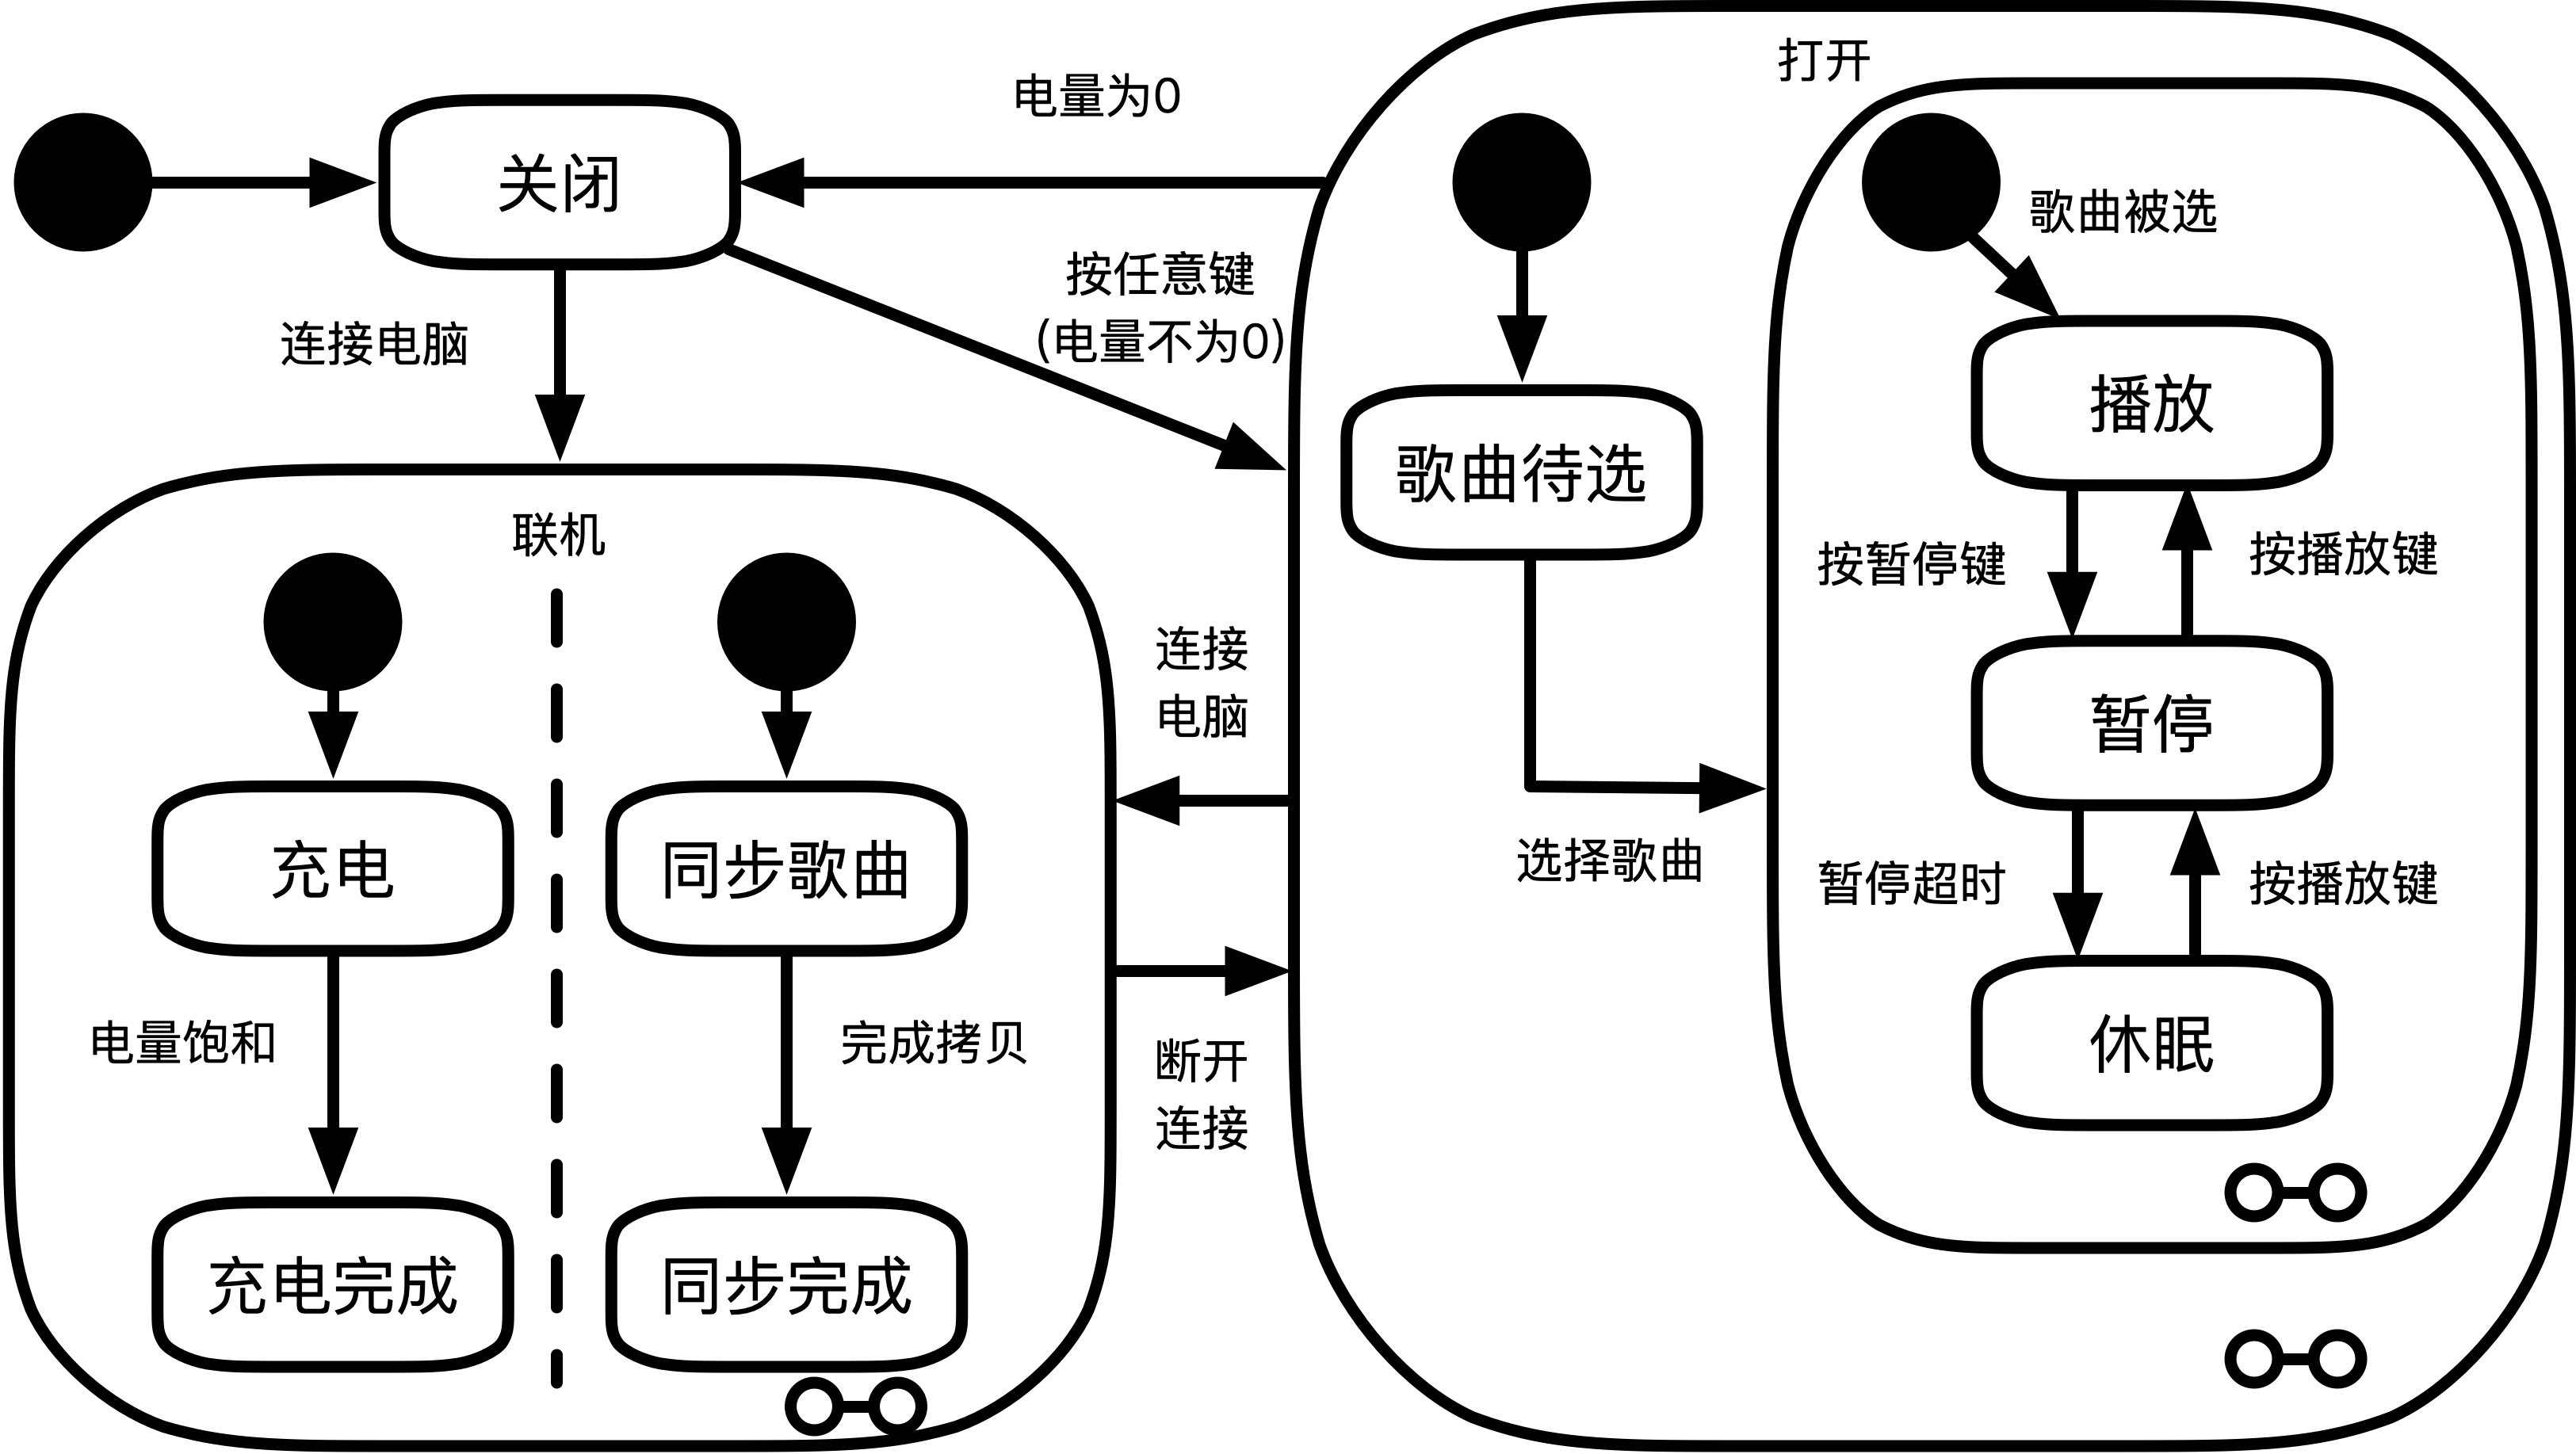 打开
电量为0
关闭
歌曲被选
按任意键
(电量不为0)
连接电脑
播放
歌曲待选
联机
按暂停键
按播放键
连接
电脑
暂停
充电
同步歌曲
选择歌曲
暂停超时
按播放键
电量饱和
完成拷贝
断开
连接
休眠
充电完成
同步完成